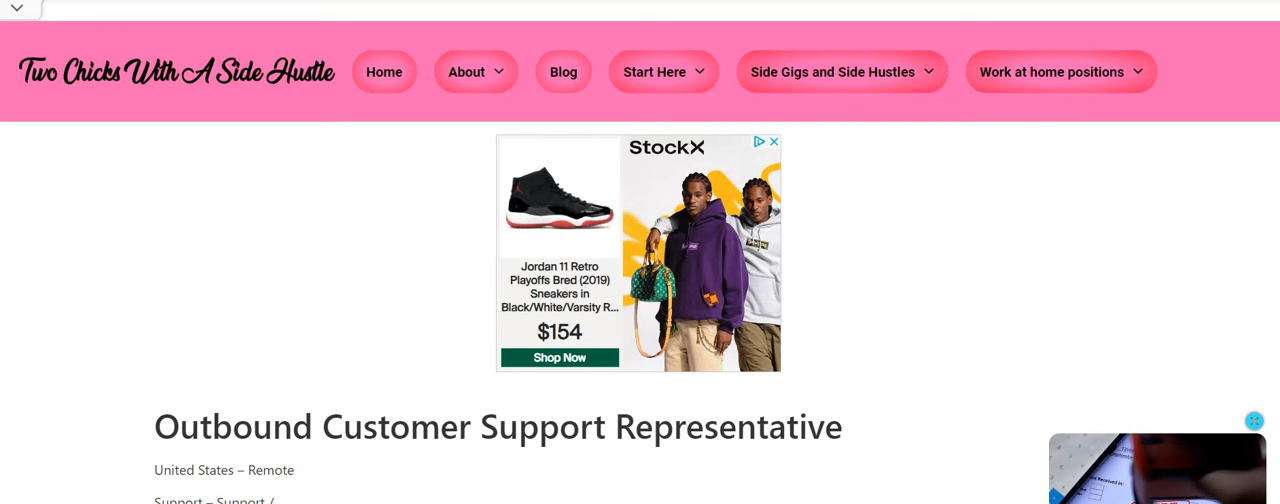 Two Chicks With A Side Hustle
Home
About
Blog
Start Here
Side Gigs and Side Hustles
Work at home positions
StockX
Jordan 11 Retro
Playoffs Bred (2019)
Sneakers in
Black/White/Varsity R...
$154
Shop Now
Outbound Customer Support Representative
United States – Remote
Support – Support /